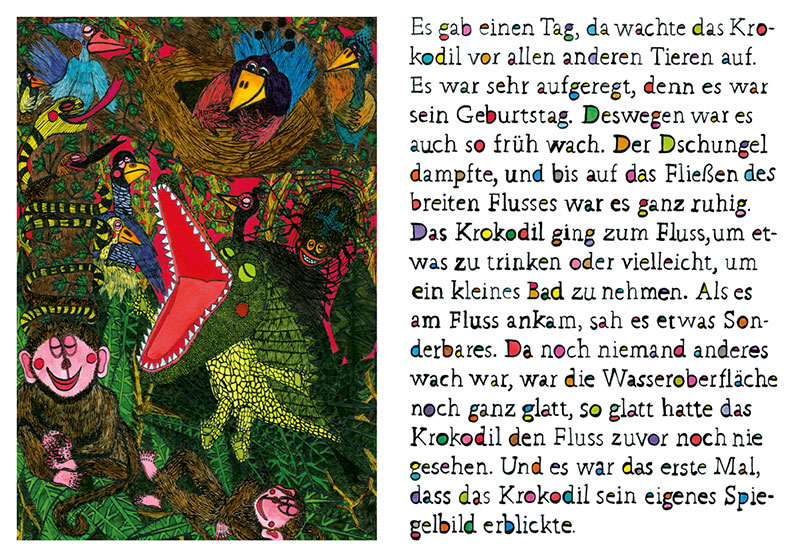 Es gab einen Tag, da wachte das Kro-
kodil vor allen anderen Tieren auf.
Es war sehr aufgeregt, denn es war
sein Geburtstag. Deswegen war es
auch so früh wach. Der Dschungel
dampfte, und bis auf das Fließen des
breiten Flusses war es ganz ruhig.
Das Krokodil ging zum Fluss, um et-
was zu trinken oder vielleicht, um
ein kleines Bad zu nehmen. Als es
am Fluss ankam, sah es etwas Son-
derbares. Da noch niemand anderes
wach war, war die Wasseroberfläche
noch ganz glatt, so glatt hatte das
Krokodil den Fluss zuvor noch nie
gesehen. Und es war das erste Mal,
dass das Krokodil sein eigenes Spie-
gelbild erblickte.